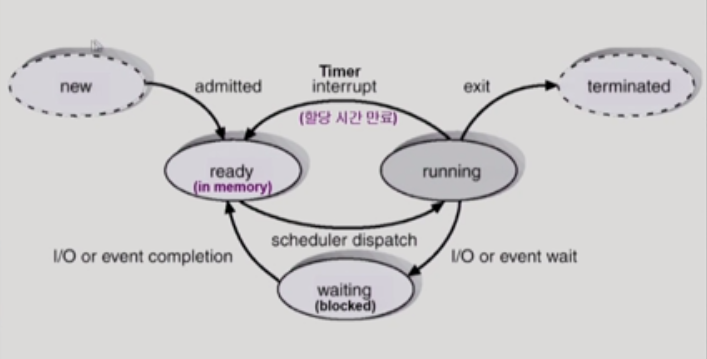 new
admitted
Timer
interrupt
(할당 시간 만료)
exit
terminated
ready
(in memory)
running
scheduler dispatch
I/O or event completion
I/O or event wait
waiting
(blocked)